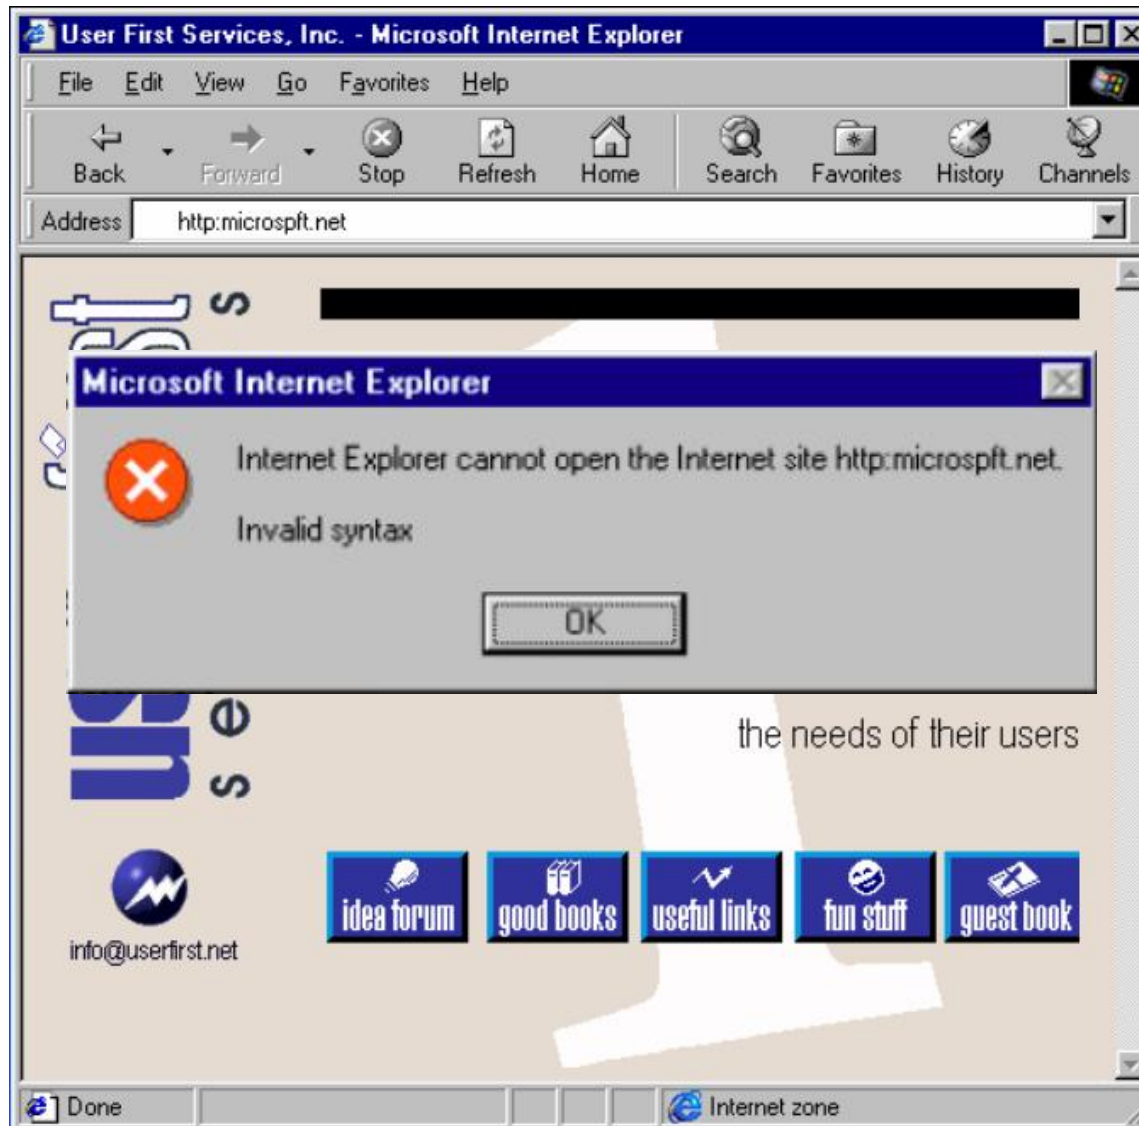 User First Services, Inc. - Microsoft Internet Explorer
File Edit View Go Favorites Help
Back Forward Stop Refresh Home Search Favorites History Channels
Address http:microspft.net
Microsoft Internet Explorer
Internet Explorer cannot open the Internet site http:microspft.net.
Invalid syntax
OK
the needs of their users
idea forum good books useful links fun stuff guest book
info@userfirst.net
Done Internet zone